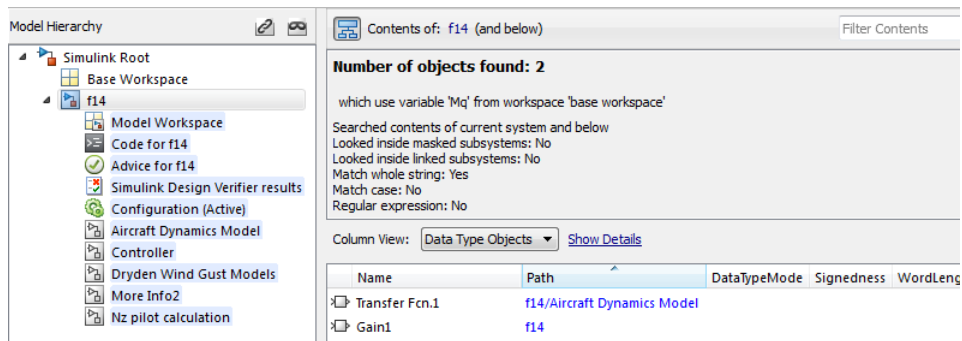 Model Hierarchy
Simulink Root
Base Workspace
f14
Model Workspace
Code for f14
Advice for f14
Simulink Design Verifier results
Configuration (Active)
Aircraft Dynamics Model
Controller
Dryden Wind Gust Models
More Info2
Nz pilot calculation
Contents of: f14 (and below)
Filter Contents
Number of objects found: 2
which use variable 'Mq' from workspace 'base workspace'
Searched contents of current system and below
Looked inside masked subsystems: No
Looked inside linked subsystems: No
Match whole string: Yes
Match case: No
Regular expression: No
Column View: Data Type Objects Show Details
Name Path DataTypeMode Signedness WordLeng
Transfer Fcn.1 f14/Aircraft Dynamics Model
Gain1 f14